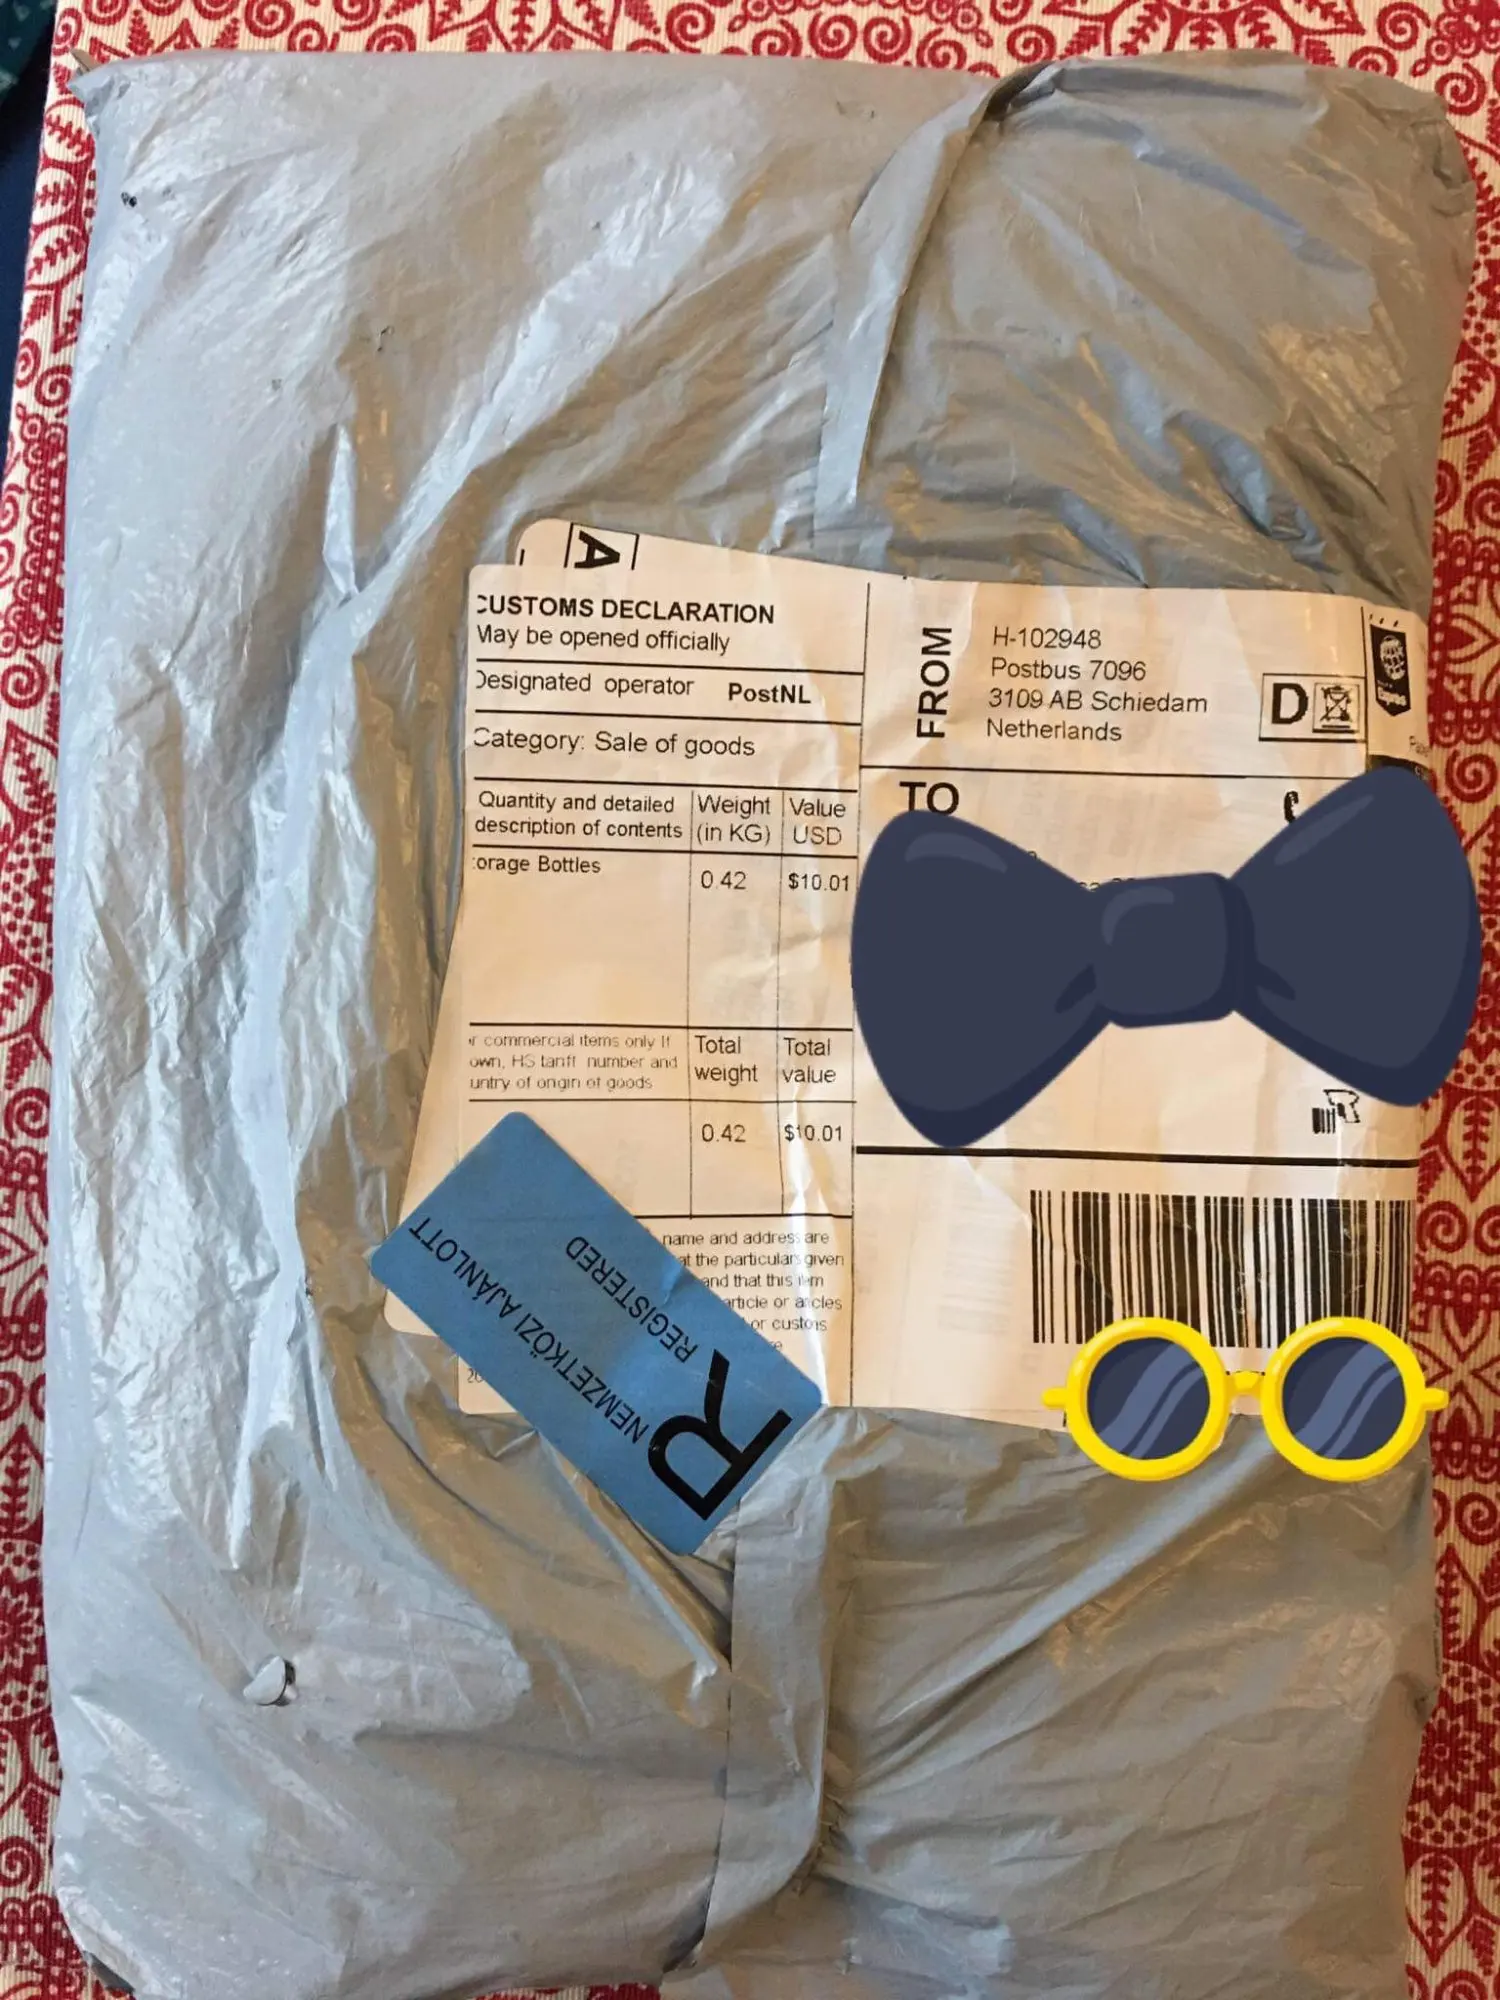 A
CUSTOMS DECLARATION
May be opened officially
Designated operator PostNL
Category: Sale of goods
Quantity and detailed description of contents
Weight (in KG)
Value USD
orage Bottles
0.42
$10.01
r commercial items only If
own, HS tariff number and
untry of origin of goods
Total weight
Total value
0.42
$10.01
name and address are
at the particulars given
and that this item
article or articles
or customs
20
FROM
H-102948
Postbus 7096
3109 AB Schiedam
Netherlands
D
TO
NEMZETKÖZI AJÁNLOTT
REGISTERED
R